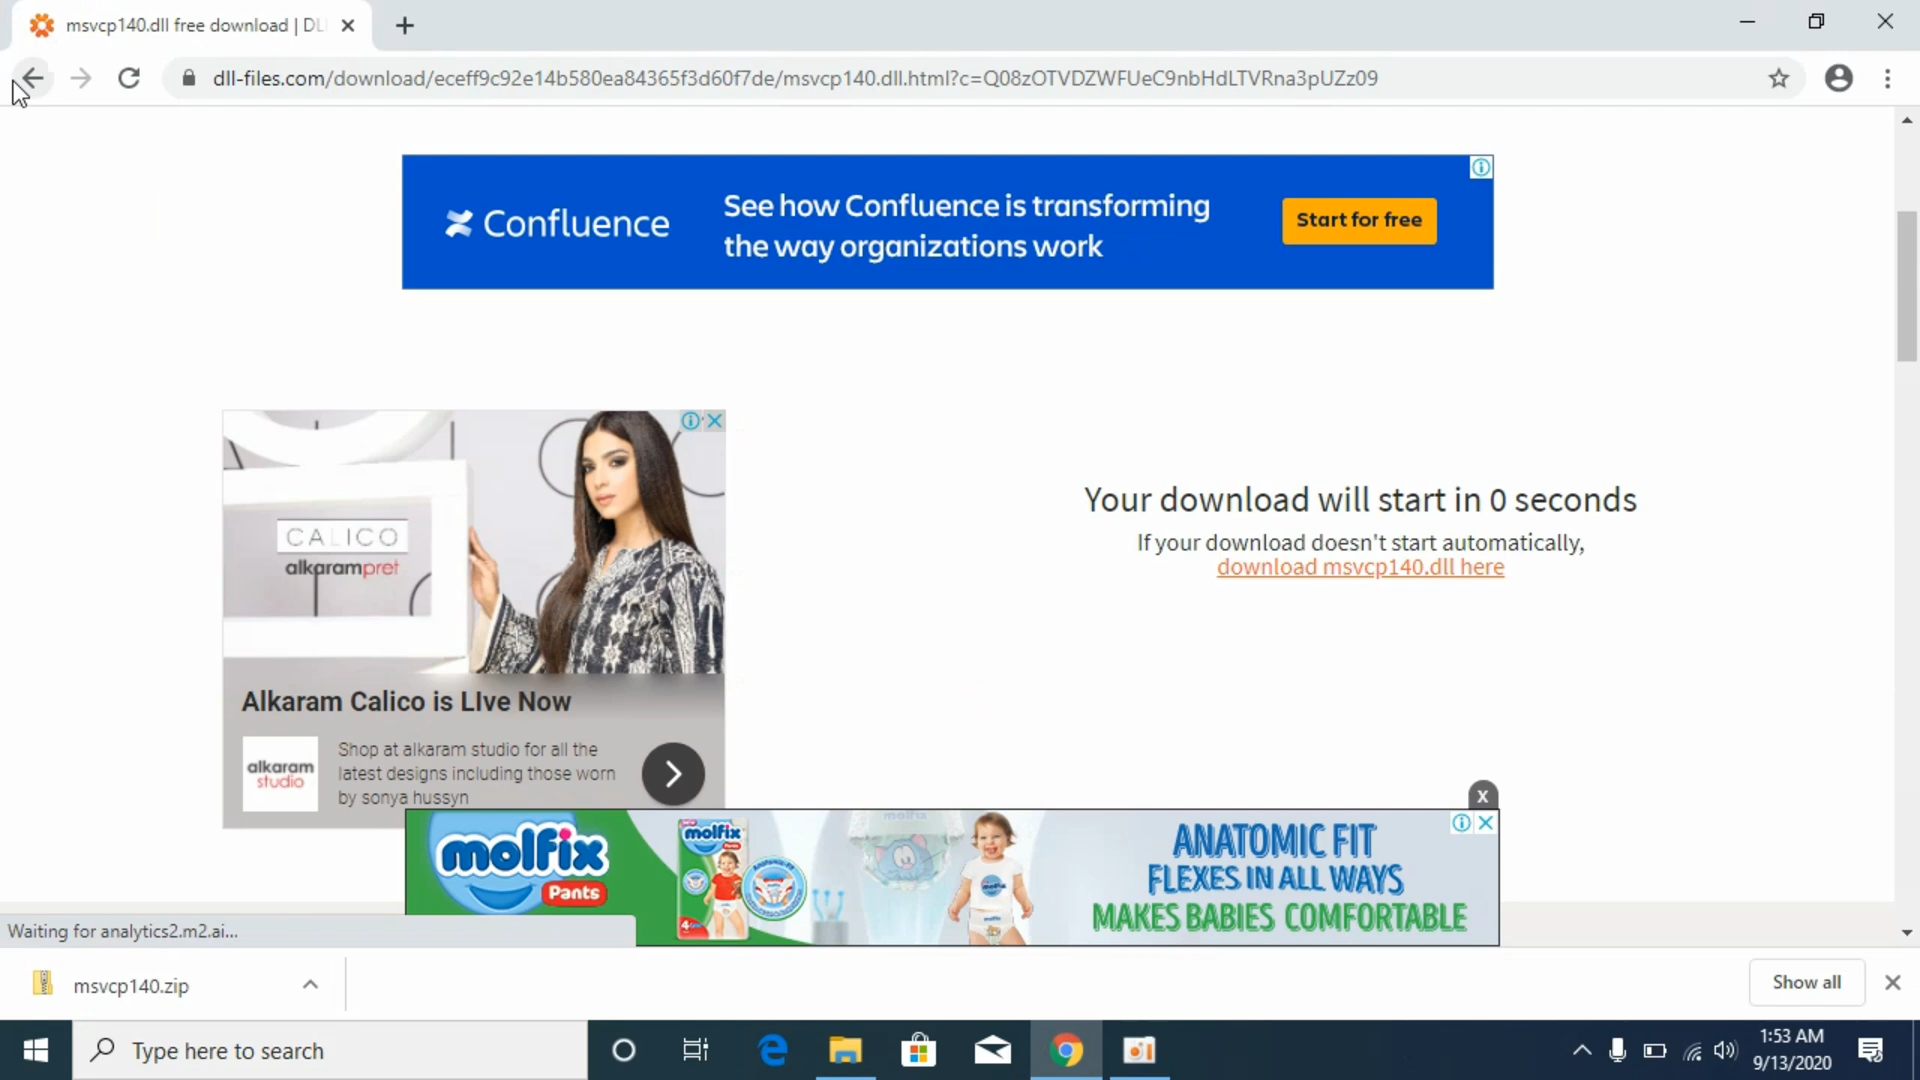 msvcp140.dll free download | DL
dll-files.com/download/eceff9c92e14b580ea84365f3d60f7de/msvcp140.dll.html?c=Q08zOTVDZWFUeC9nbHdLTVRna3pUZz09
Confluence
See how Confluence is transforming
the way organizations work
Start for free
CALICO
alkarampret
Alkaram Calico is LIve Now
alkaram
studio
Shop at alkaram studio for all the
latest designs including those worn
by sonya hussyn
Your download will start in 0 seconds
If your download doesn't start automatically,
download msvcp140.dll here
X
molfix
Pants
molfix
4
molfix
ANATOMIC FIT
FLEXES IN ALL WAYS
MAKES BABIES COMFORTABLE
Waiting for analytics2.m2.ai...
msvcp140.zip
Show all
Type here to search
1:53 AM
9/13/2020